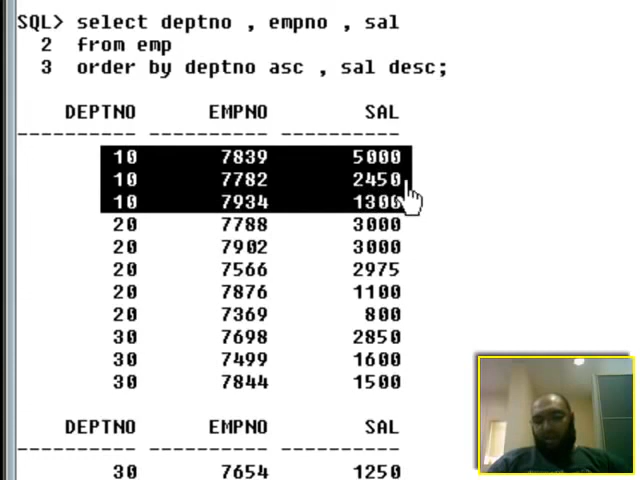 SQL> select deptno , empno , sal
2 from emp
3 order by deptno asc , sal desc;
DEPTNO EMPNO SAL
---------- ---------- ----------
10 7839 5000
10 7782 2450
10 7934 1300
20 7788 3000
20 7902 3000
20 7566 2975
20 7876 1100
20 7369 800
30 7698 2850
30 7499 1600
30 7844 1500
DEPTNO EMPNO SAL
---------- ---------- ----------
30 7654 1250